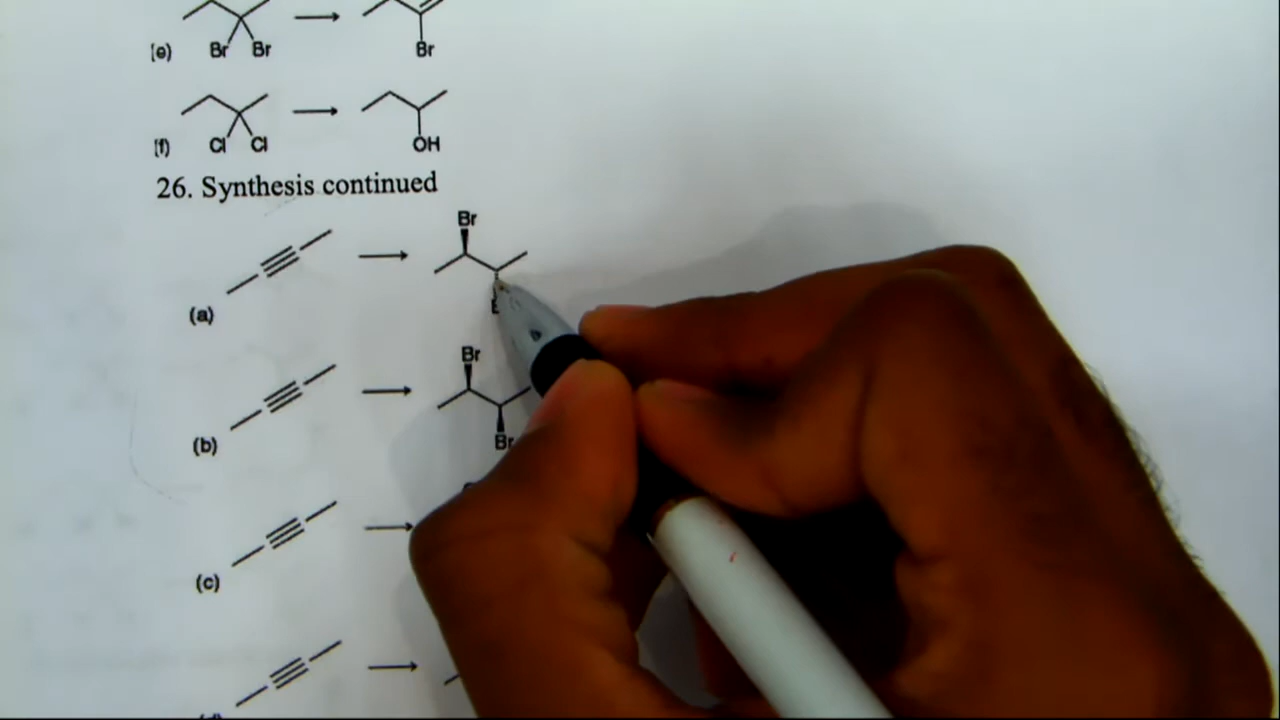 (e) Br Br Br
(f) Cl Cl OH
26. Synthesis continued
Br
(a)
Br
(b) Br
(c)